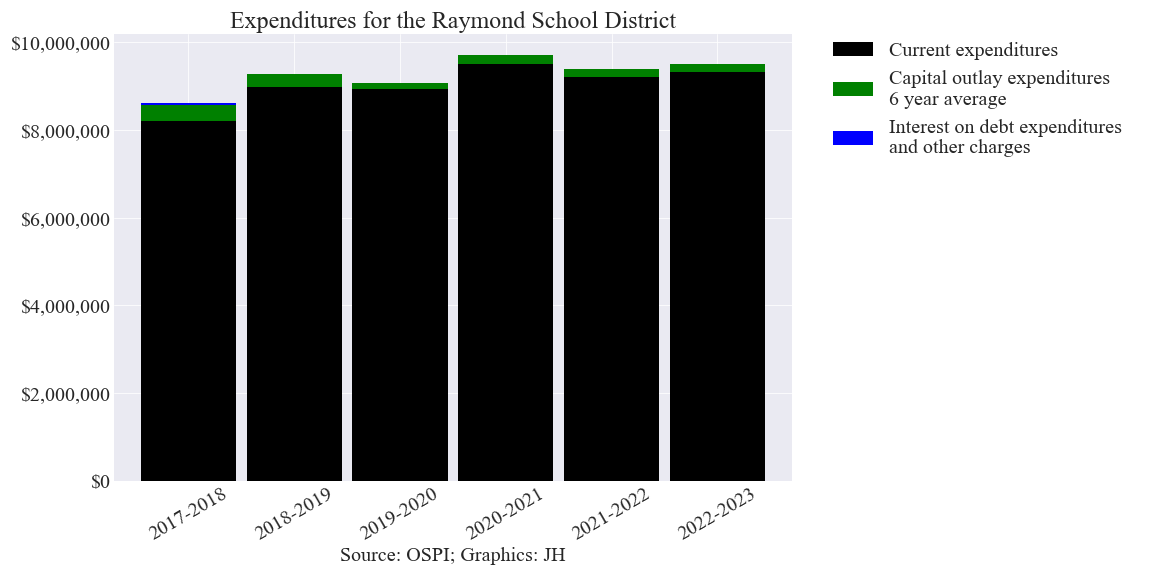 Expenditures for the Raymond School District
$10,000,000
$8,000,000
$6,000,000
$4,000,000
$2,000,000
$0
2017-2018
2018-2019
2019-2020
2020-2021
2021-2022
2022-2023
Source: OSPI; Graphics: JH
Current expenditures
Capital outlay expenditures
6 year average
Interest on debt expenditures
and other charges